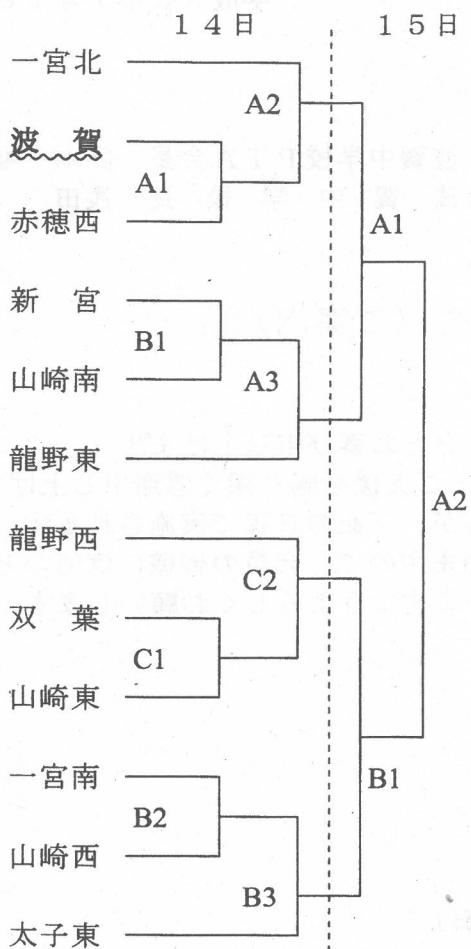 １４日 １５日
一宮北
A2
波　賀
A1
赤穂西
A1
新　宮
B1
山崎南
A3
龍野東
A2
龍野西
C2
双　葉
C1
山崎東
一宮南
B1
B2
山崎西
B3
太子東